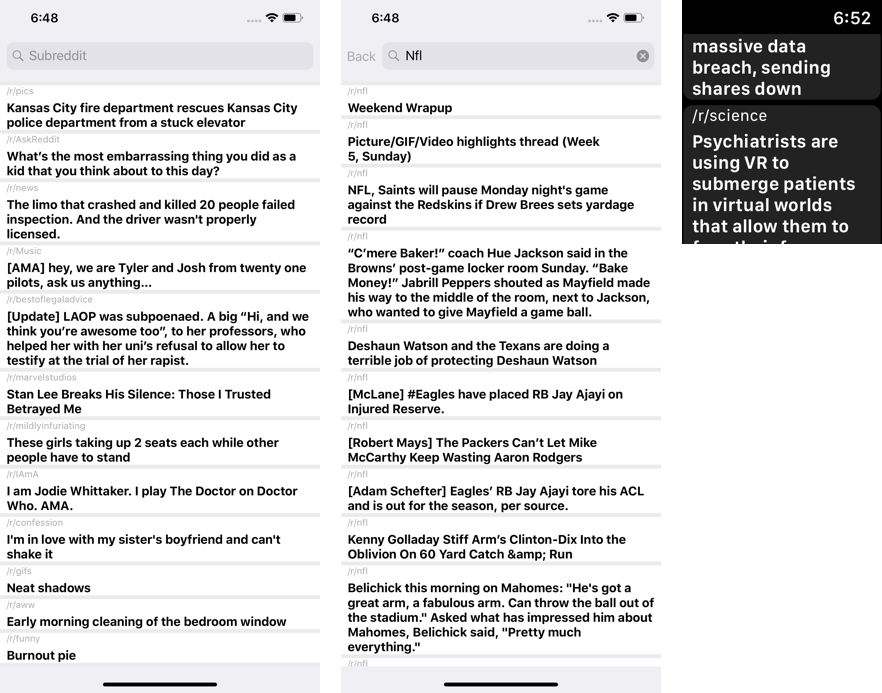 6:48
Subreddit
/r/pics
Kansas City fire department rescues Kansas City
police department from a stuck elevator
/r/AskReddit
What's the most embarrassing thing you did as a
kid that you think about to this day?
/r/news
The limo that crashed and killed 20 people failed
inspection. And the driver wasn't properly
licensed.
/r/Music
[AMA] hey, we are Tyler and Josh from twenty one
pilots, ask us anything...
/r/bestoflegaladvice
[Update] LAOP was subpoenaed. A big “Hi, and we
think you’re awesome too”, to her professors, who
helped her with her uni’s refusal to allow her to
testify at the trial of her rapist.
/r/marvelstudios
Stan Lee Breaks His Silence: Those I Trusted
Betrayed Me
/r/mildlyinfuriating
These girls taking up 2 seats each while other
people have to stand
/r/IAmA
I am Jodie Whittaker. I play The Doctor on Doctor
Who. AMA.
/r/confession
I'm in love with my sister's boyfriend and can't
shake it
/r/gifs
Neat shadows
/r/aww
Early morning cleaning of the bedroom window
/r/funny
Burnout pie
6:48
Back
Nfl
/r/nfl
Weekend Wrapup
/r/nfl
Picture/GIF/Video highlights thread (Week
5, Sunday)
/r/nfl
NFL, Saints will pause Monday night's game
against the Redskins if Drew Brees sets yardage
record
/r/nfl
“C’mere Baker!” coach Hue Jackson said in the
Browns’ post-game locker room Sunday. “Bake
Money!” Jabrill Peppers shouted as Mayfield made
his way to the middle of the room, next to Jackson,
who wanted to give Mayfield a game ball.
/r/nfl
Deshaun Watson and the Texans are doing a
terrible job of protecting Deshaun Watson
/r/nfl
[McLane] #Eagles have placed RB Jay Ajayi on
Injured Reserve.
/r/nfl
[Robert Mays] The Packers Can’t Let Mike
McCarthy Keep Wasting Aaron Rodgers
/r/nfl
[Adam Schefter] Eagles’ RB Jay Ajayi tore his ACL
and is out for the season, per source.
/r/nfl
Kenny Golladay Stiff Arm’s Clinton-Dix Into the
Oblivion On 60 Yard Catch &amp; Run
/r/nfl
Belichick this morning on Mahomes: "He's got a
great arm, a fabulous arm. Can throw the ball out of
the stadium." Asked what has impressed him about
Mahomes, Belichick said, "Pretty much
everything."
/r/nfl
6:52
massive data
breach, sending
shares down
/r/science
Psychiatrists are
using VR to
submerge patients
in virtual worlds
that allow them to